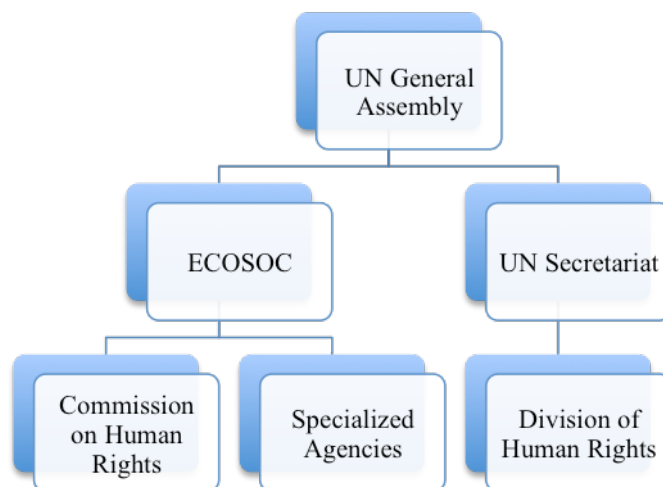 UN General
Assembly
ECOSOC
UN Secretariat
Commission
on Human
Rights
Specialized
Agencies
Division of
Human Rights